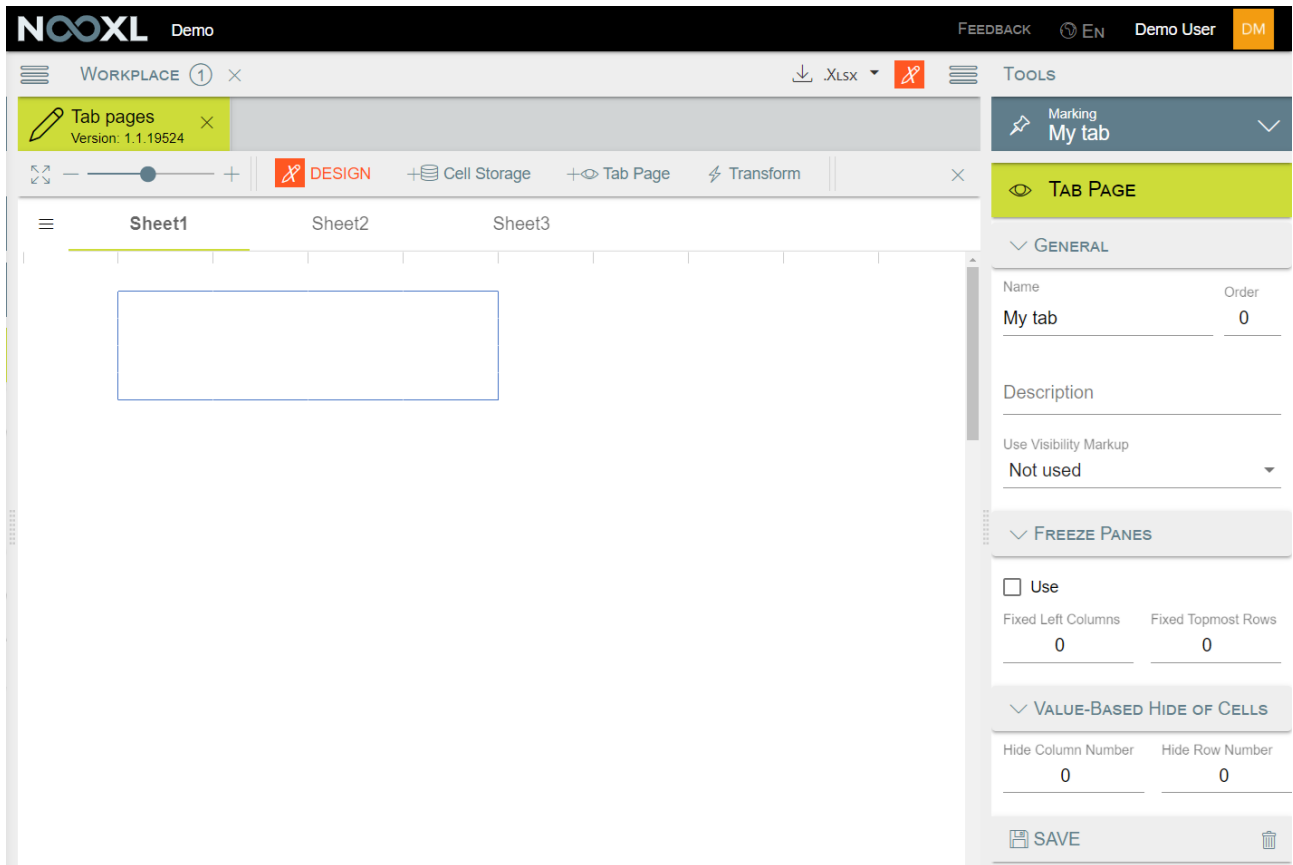 NOOXL Demo FEEDBACK EN Demo User DM
WORKPLACE 1 .XLSX TOOLS
Tab pages
Version: 1.1.19524
Marking
My tab
DESIGN Cell Storage Tab Page Transform
TAB PAGE
Sheet1 Sheet2 Sheet3
GENERAL
Name Order
My tab 0
Description
Use Visibility Markup
Not used
FREEZE PANES
Use
Fixed Left Columns Fixed Topmost Rows
0 0
VALUE-BASED HIDE OF CELLS
Hide Column Number Hide Row Number
0 0
SAVE